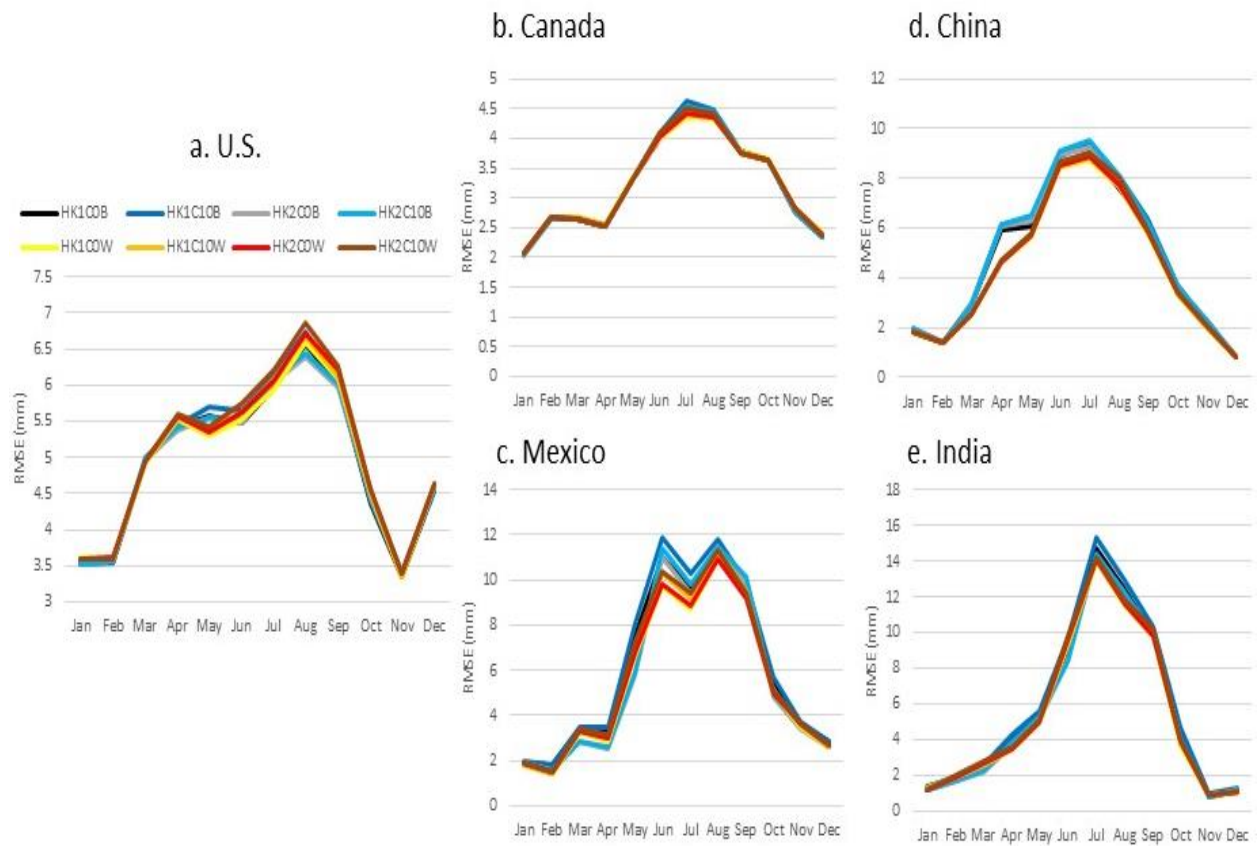 a. U.S.
HK1C0B HK1C10B HK2C0B HK2C10B
HK1C0W HK1C10W HK2C0W HK2C10W
RMSE (mm)
7.5
7
6.5
6
5.5
5
4.5
4
3.5
3
Jan Feb Mar Apr May Jun Jul Aug Sep Oct Nov Dec
b. Canada
RMSE (mm)
5
4.5
4
3.5
3
2.5
2
1.5
1
0.5
0
Jan Feb Mar Apr May Jun Jul Aug Sep Oct Nov Dec
c. Mexico
RMSE (mm)
14
12
10
8
6
4
2
0
Jan Feb Mar Apr May Jun Jul Aug Sep Oct Nov Dec
d. China
RMSE (mm)
12
10
8
6
4
2
0
Jan Feb Mar Apr May Jun Jul Aug Sep Oct Nov Dec
e. India
RMSE (mm)
18
16
14
12
10
8
6
4
2
0
Jan Feb Mar Apr May Jun Jul Aug Sep Oct Nov Dec